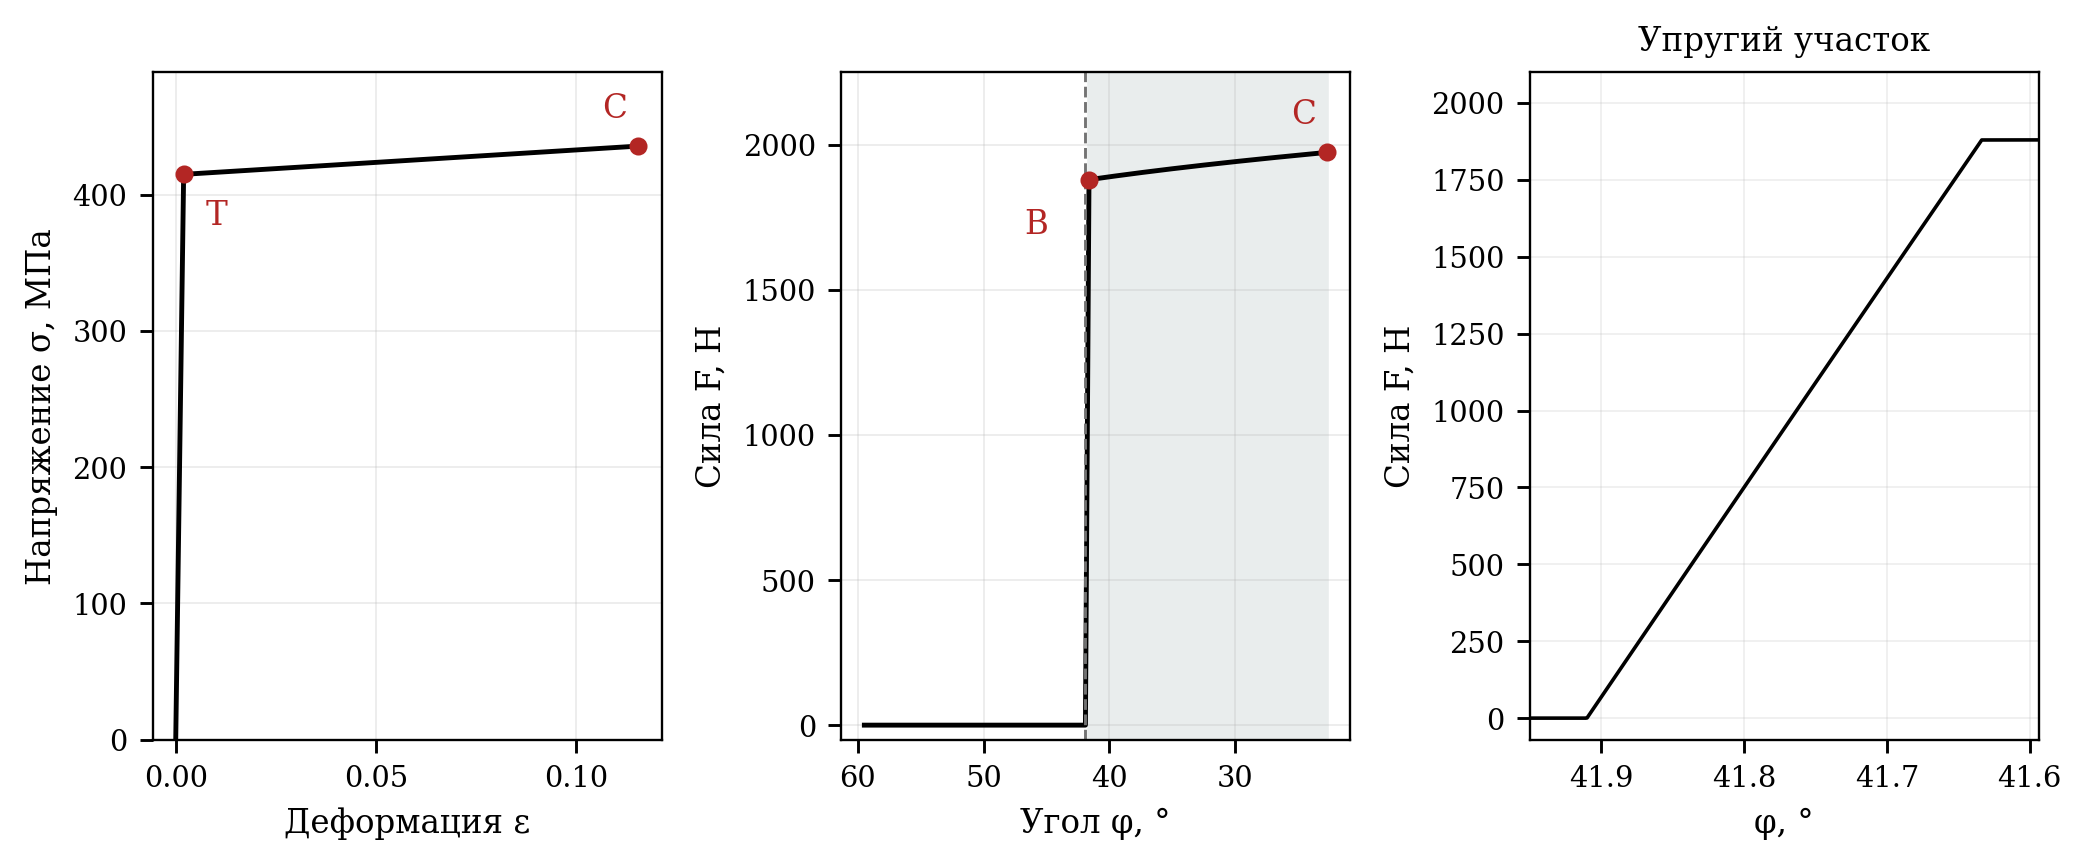 Напряжение σ, МПа
400
300
200
100
0
0.00 0.05 0.10
Деформация ε
T
C
Сила F, Н
2000
1500
1000
500
0
60 50 40 30
Угол φ, °
B
C
Упругий участок
Сила F, Н
2000
1750
1500
1250
1000
750
500
250
0
41.9 41.8 41.7 41.6
φ, °